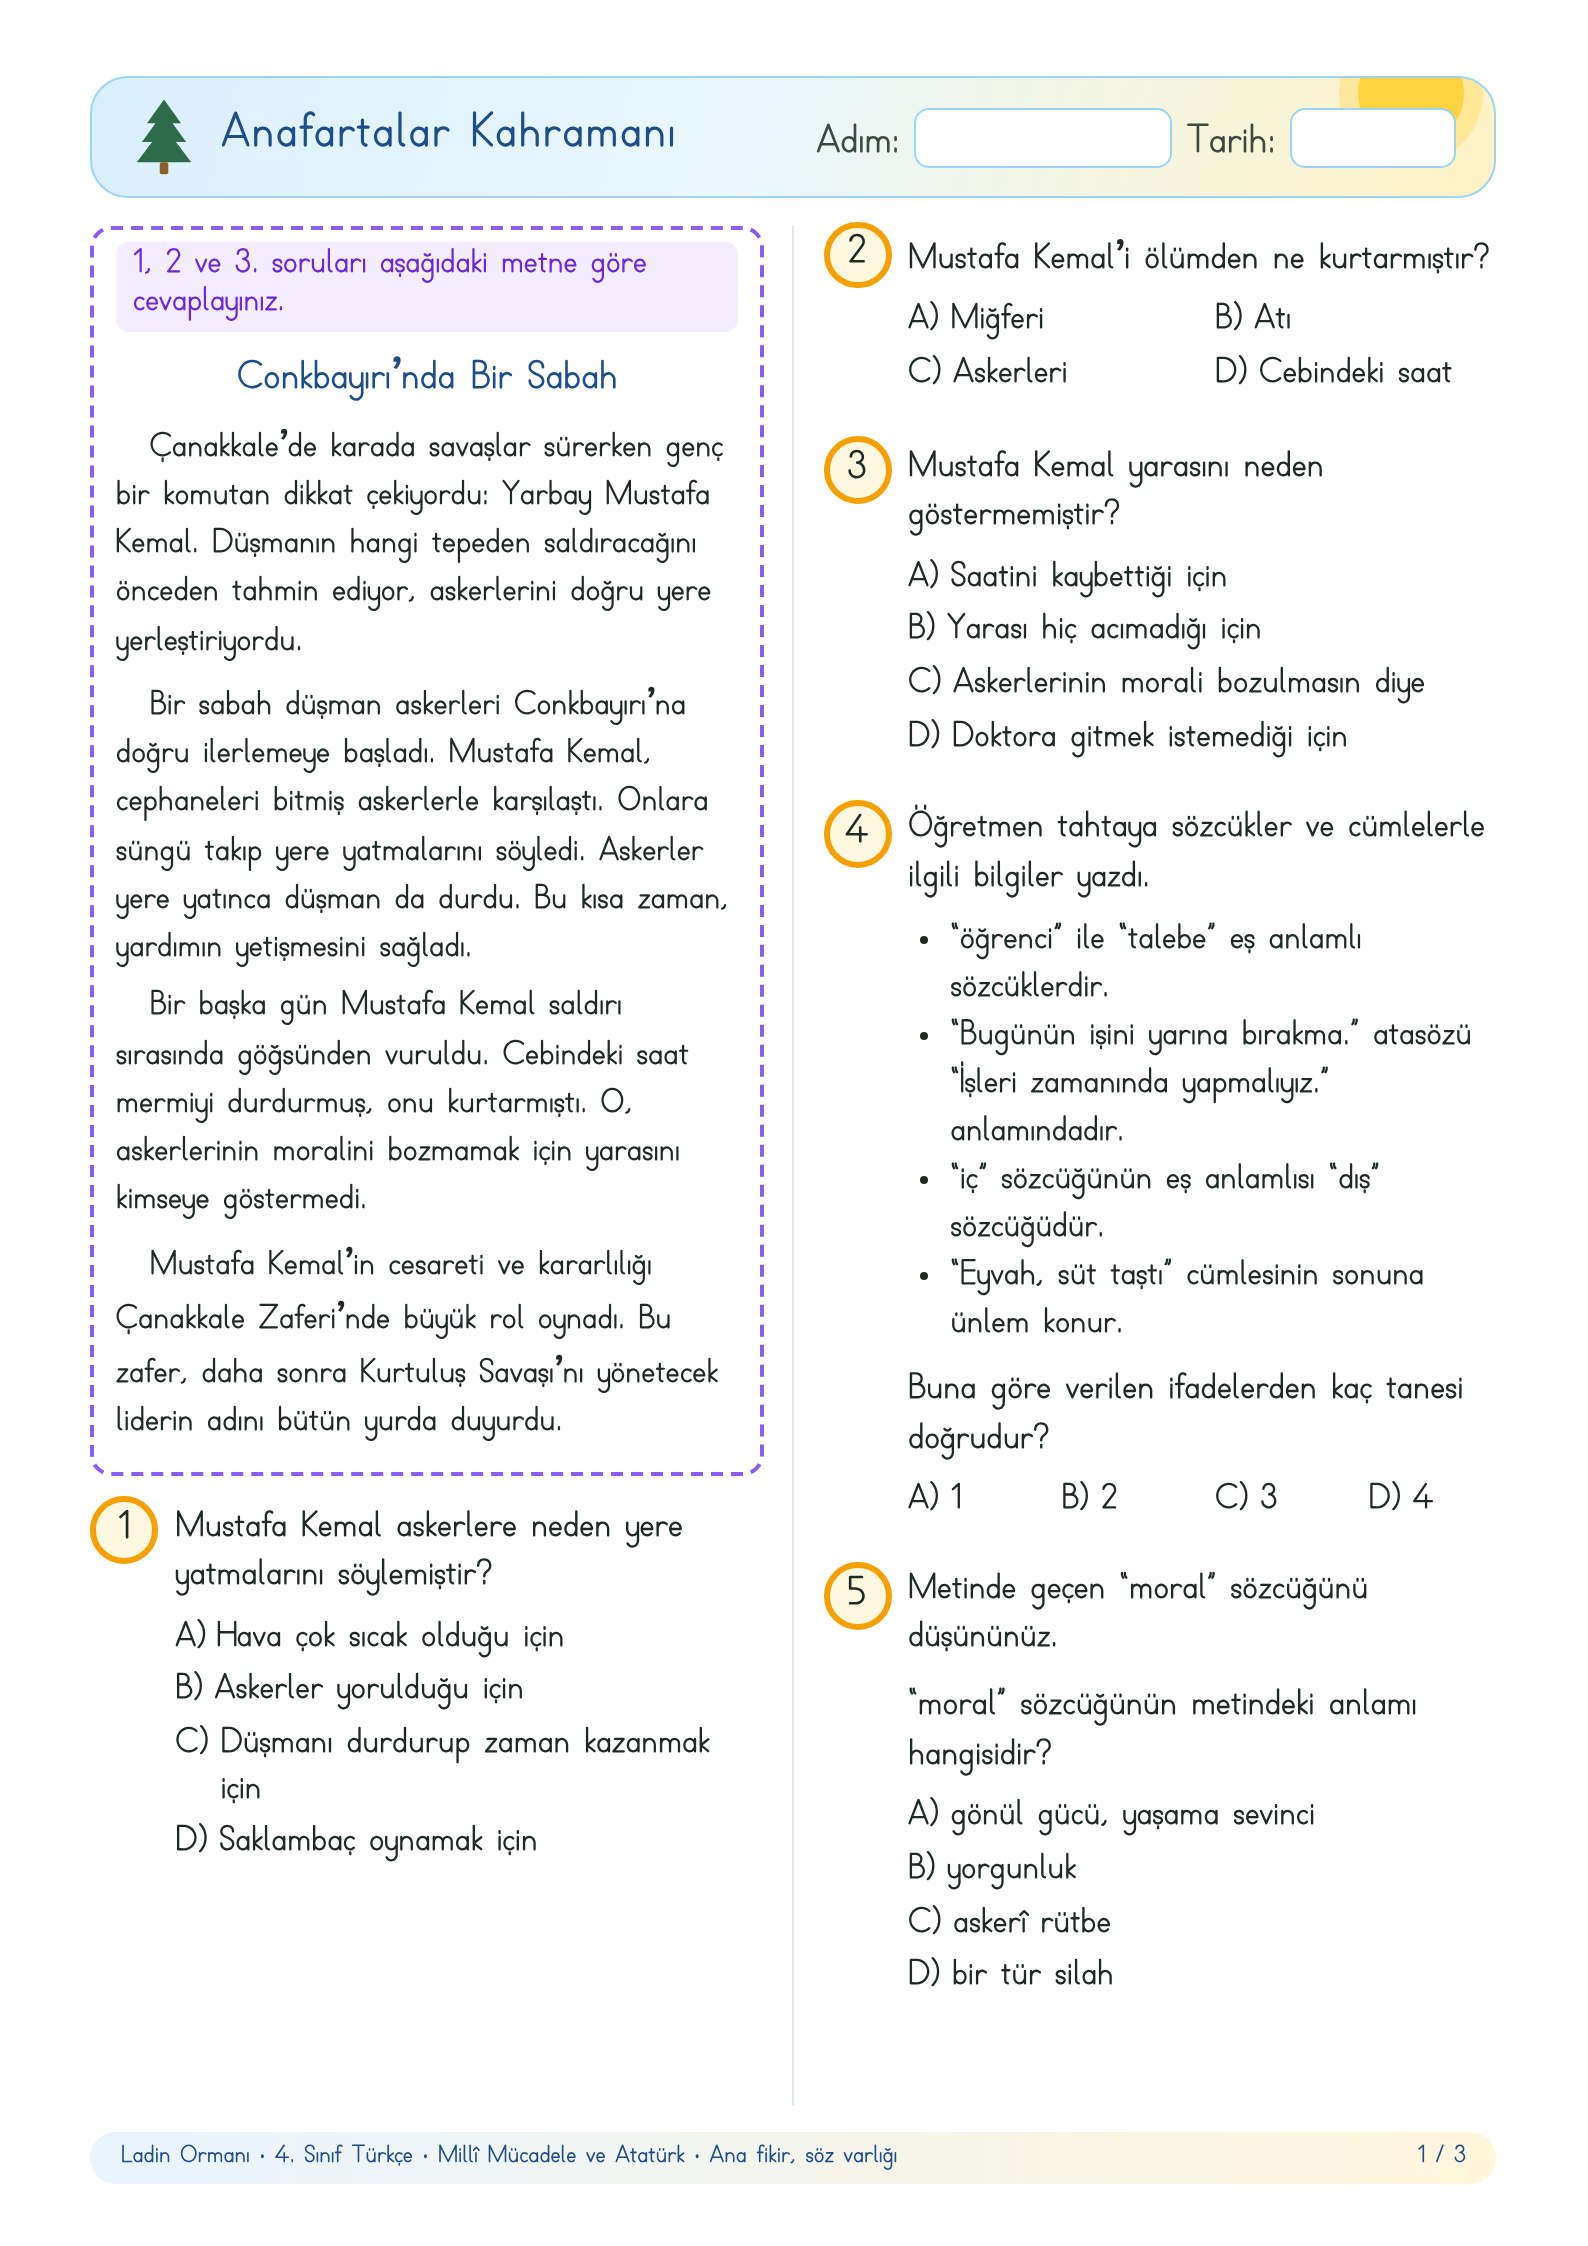 Anafartalar Kahramanı
Adım:
Tarih:
1, 2 ve 3. soruları aşağıdaki metne göre
cevaplayınız.
Conkbayırı’nda Bir Sabah
Çanakkale’de karada savaşlar sürerken genç
bir komutan dikkat çekiyordu: Yarbay Mustafa
Kemal. Düşmanın hangi tepeden saldıracağını
önceden tahmin ediyor, askerlerini doğru yere
yerleştiriyordu.
Bir sabah düşman askerleri Conkbayırı’na
doğru ilerlemeye başladı. Mustafa Kemal,
cephaneleri bitmiş askerlerle karşılaştı. Onlara
süngü takıp yere yatmalarını söyledi. Askerler
yere yatınca düşman da durdu. Bu kısa zaman,
yardımın yetişmesini sağladı.
Bir başka gün Mustafa Kemal saldırı
sırasında göğsünden vuruldu. Cebindeki saat
mermiyi durdurmuş, onu kurtarmıştı. O,
askerlerinin moralini bozmamak için yarasını
kimseye göstermedi.
Mustafa Kemal’in cesareti ve kararlılığı
Çanakkale Zaferi’nde büyük rol oynadı. Bu
zafer, daha sonra Kurtuluş Savaşı’nı yönetecek
liderin adını bütün yurda duyurdu.
1
Mustafa Kemal askerlere neden yere
yatmalarını söylemiştir?
A) Hava çok sıcak olduğu için
B) Askerler yorulduğu için
C) Düşmanı durdurup zaman kazanmak
için
D) Saklambaç oynamak için
2
Mustafa Kemal’i ölümden ne kurtarmıştır?
A) Miğferi
B) Atı
C) Askerleri
D) Cebindeki saat
3
Mustafa Kemal yarasını neden
göstermemiştir?
A) Saatini kaybettiği için
B) Yarası hiç acımadığı için
C) Askerlerinin morali bozulmasın diye
D) Doktora gitmek istemediği için
4
Öğretmen tahtaya sözcükler ve cümlelerle
ilgili bilgiler yazdı.
• “öğrenci” ile “talebe” eş anlamlı
sözcüklerdir.
• “Bugünün işini yarına bırakma.” atasözü
“İşleri zamanında yapmalıyız.”
anlamındadır.
• “iç” sözcüğünün eş anlamlısı “dış”
sözcüğüdür.
• “Eyvah, süt taştı” cümlesinin sonuna
ünlem konur.
Buna göre verilen ifadelerden kaç tanesi
doğrudur?
A) 1
B) 2
C) 3
D) 4
5
Metinde geçen “moral” sözcüğünü
düşününüz.
“moral” sözcüğünün metindeki anlamı
hangisidir?
A) gönül gücü, yaşama sevinci
B) yorgunluk
C) askerî rütbe
D) bir tür silah
Ladin Ormanı • 4. Sınıf Türkçe • Millî Mücadele ve Atatürk • Ana fikir, söz varlığı
1 / 3